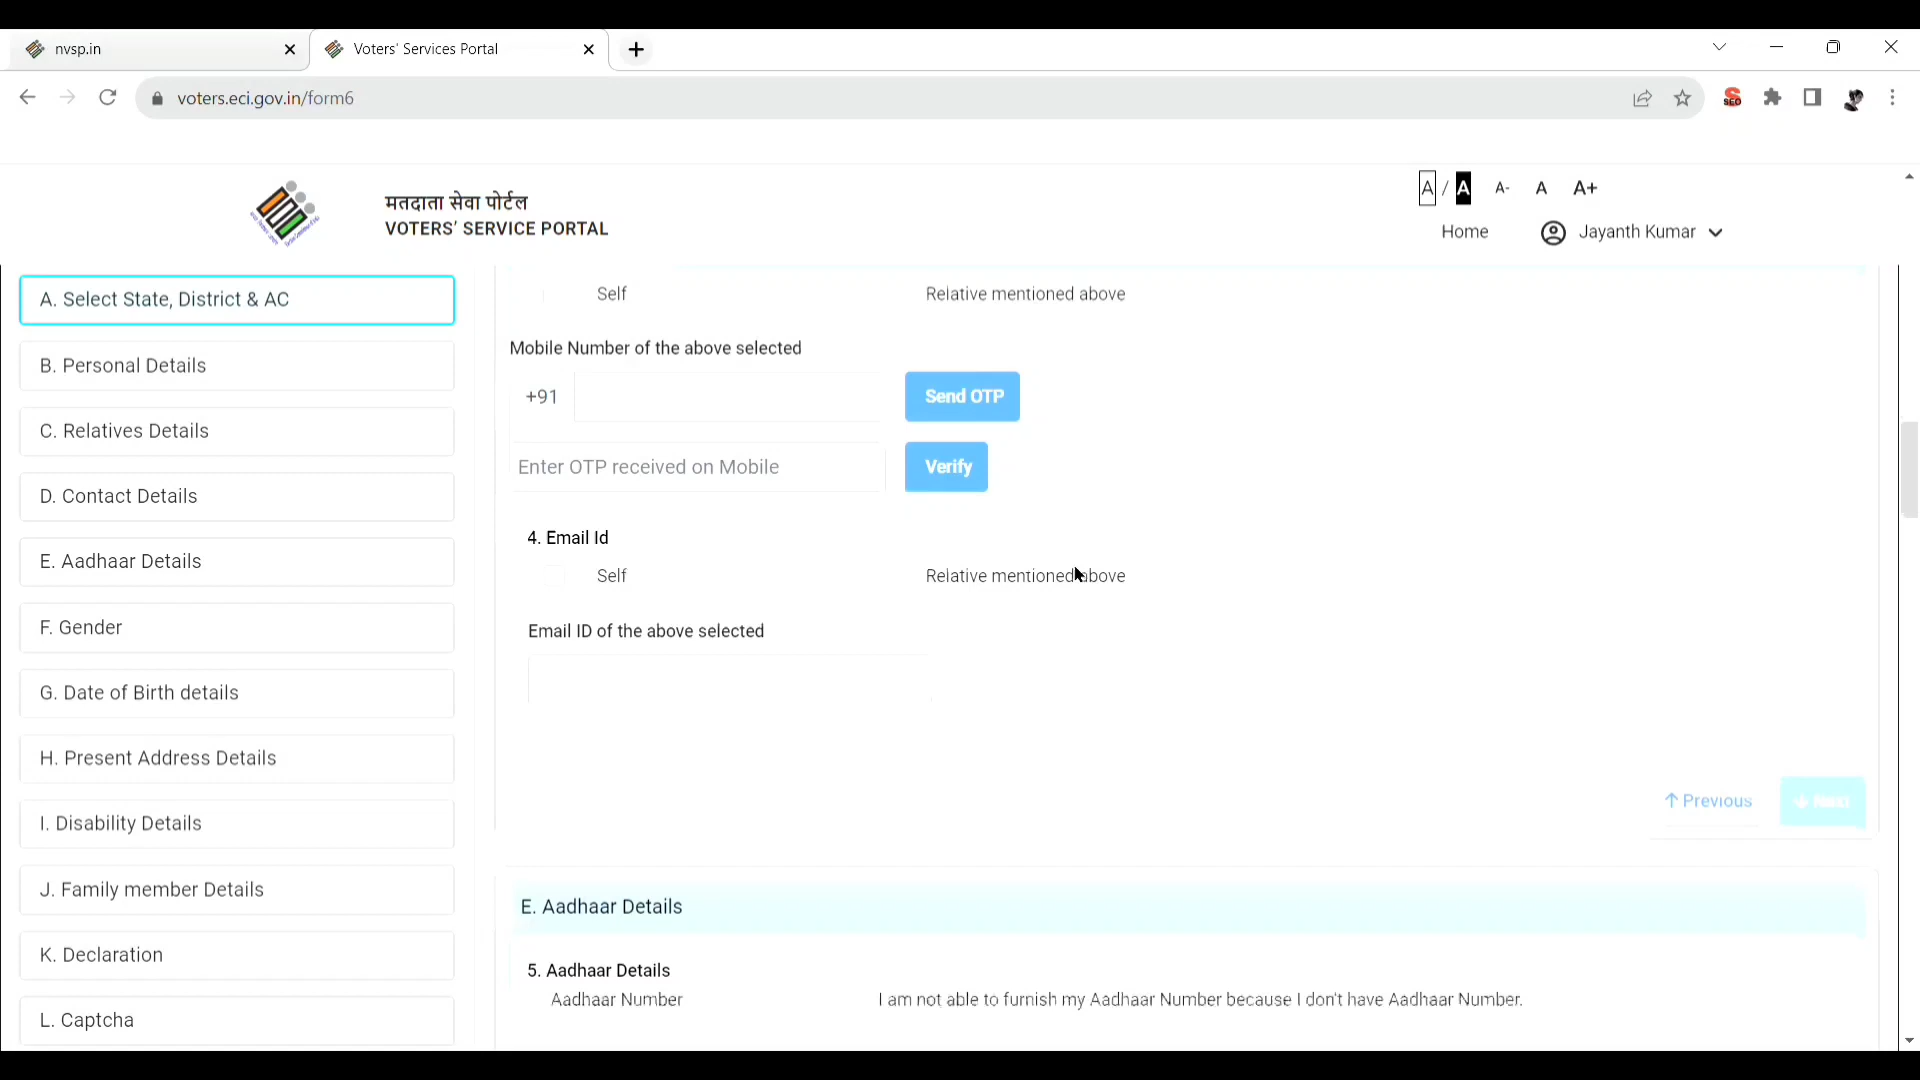 nvsp.in
Voters' Services Portal
voters.eci.gov.in/form6
SEO
मतदाता सेवा पोर्टल
VOTERS' SERVICE PORTAL
A / A A- A A+
Home Jayanth Kumar
A. Select State, District & AC
B. Personal Details
C. Relatives Details
D. Contact Details
E. Aadhaar Details
F. Gender
G. Date of Birth details
H. Present Address Details
I. Disability Details
J. Family member Details
K. Declaration
L. Captcha
Self Relative mentioned above
Mobile Number of the above selected
+91 Send OTP
Enter OTP received on Mobile Verify
4. Email Id
Self Relative mentioned above
Email ID of the above selected
Previous Next
E. Aadhaar Details
5. Aadhaar Details
Aadhaar Number I am not able to furnish my Aadhaar Number because I don't have Aadhaar Number.